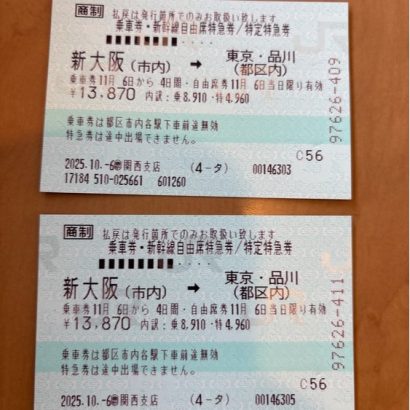 商制 払戻は発行箇所でのみお取扱い致します
乗車券・新幹線自由席特急券/特定特急券
新大阪(市内) → 東京・品川
(都区内)
乗車券11月 6日から 4日間・自由席券11月 6日当日限り有効
¥13,870 内訳:乗8,910・特4,960
乗車券は都区市内各駅下車前途無効
特急券は途中出場できません。
C56
2025.10.-6 関西支店 (4-タ) 00146303
17184 510-025661 601260
97626-409
商制 払戻は発行箇所でのみお取扱い致します
乗車券・新幹線自由席特急券/特定特急券
新大阪(市内) → 東京・品川
(都区内)
乗車券11月 6日から 4日間・自由席券11月 6日当日限り有効
¥13,870 内訳:乗8,910・特4,960
乗車券は都区市内各駅下車前途無効
特急券は途中出場できません。
C56
2025.10.-6 関西支店 (4-タ) 00146305
97626-411